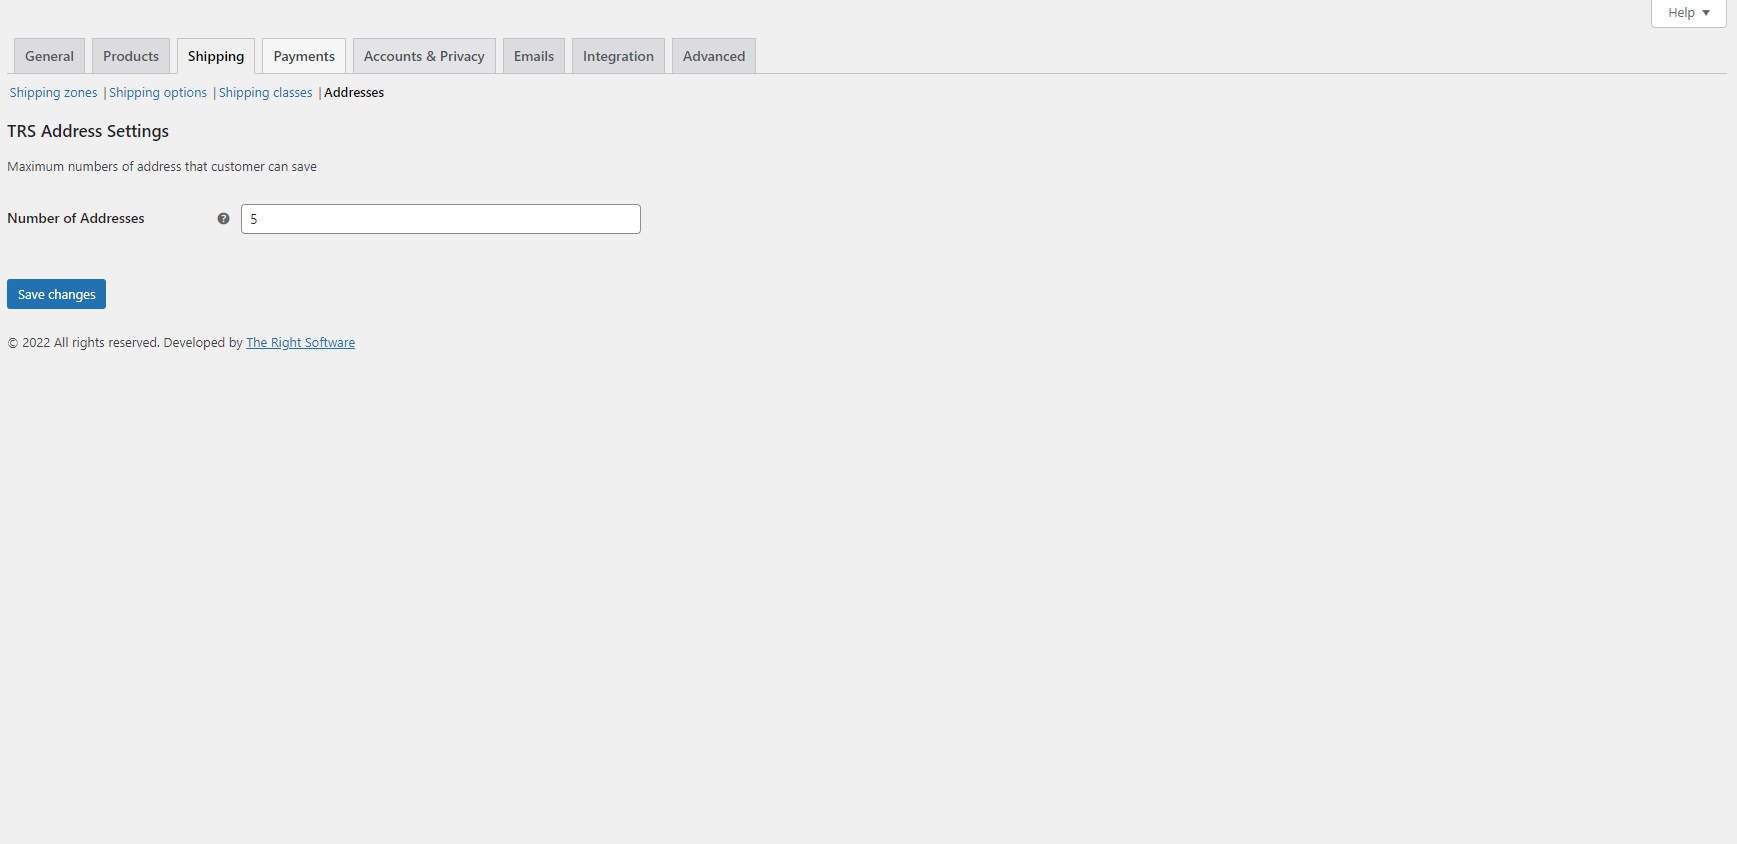 Help ▼
General Products Shipping Payments Accounts & Privacy Emails Integration Advanced
Shipping zones | Shipping options | Shipping classes | Addresses
TRS Address Settings
Maximum numbers of address that customer can save
Number of Addresses ? 5
Save changes
© 2022 All rights reserved. Developed by The Right Software